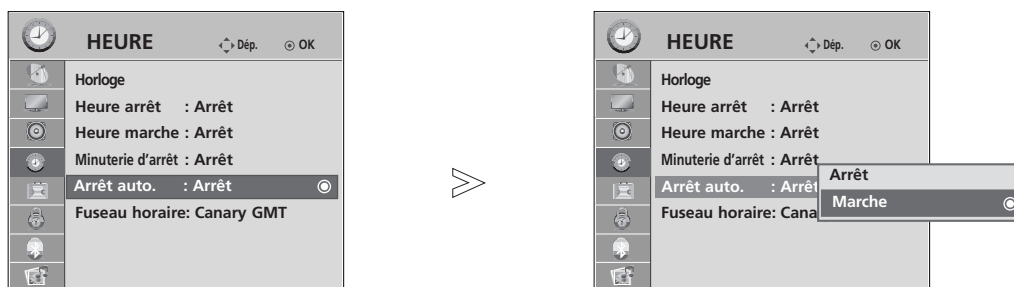 HEURE Dép. OK
Horloge
Heure arrêt : Arrêt
Heure marche : Arrêt
Minuterie d'arrêt : Arrêt
Arrêt auto. : Arrêt
Fuseau horaire: Canary GMT
HEURE Dép. OK
Horloge
Heure arrêt : Arrêt
Heure marche : Arrêt
Minuterie d'arrêt : Arrêt
Arrêt auto. : Arrêt
Fuseau horaire: Cana
Arrêt
Marche